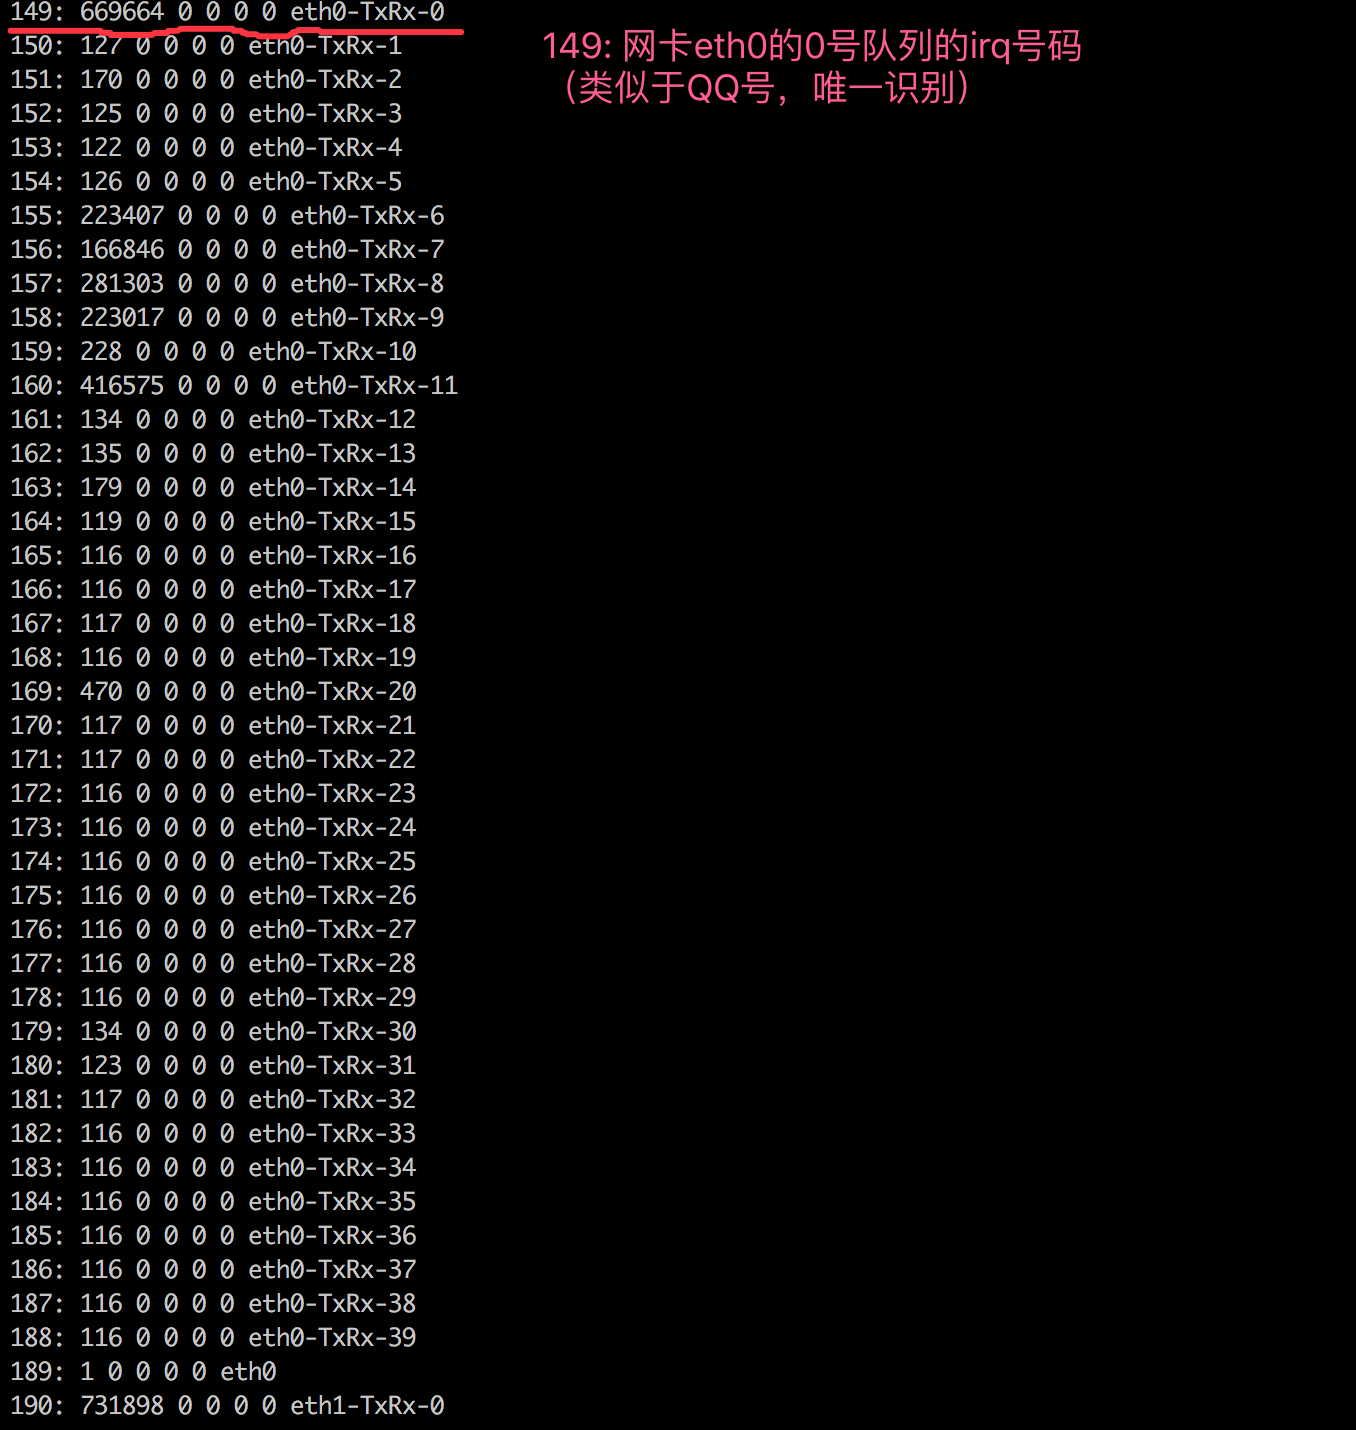 149: 669664 0 0 0 0 eth0-TxRx-0
149: 网卡eth0的0号队列的irq号码
（类似于QQ号，唯一识别）
150: 127 0 0 0 0 eth0-TxRx-1
151: 170 0 0 0 0 eth0-TxRx-2
152: 125 0 0 0 0 eth0-TxRx-3
153: 122 0 0 0 0 eth0-TxRx-4
154: 126 0 0 0 0 eth0-TxRx-5
155: 223407 0 0 0 0 eth0-TxRx-6
156: 166846 0 0 0 0 eth0-TxRx-7
157: 281303 0 0 0 0 eth0-TxRx-8
158: 223017 0 0 0 0 eth0-TxRx-9
159: 228 0 0 0 0 eth0-TxRx-10
160: 416575 0 0 0 0 eth0-TxRx-11
161: 134 0 0 0 0 eth0-TxRx-12
162: 135 0 0 0 0 eth0-TxRx-13
163: 179 0 0 0 0 eth0-TxRx-14
164: 119 0 0 0 0 eth0-TxRx-15
165: 116 0 0 0 0 eth0-TxRx-16
166: 116 0 0 0 0 eth0-TxRx-17
167: 117 0 0 0 0 eth0-TxRx-18
168: 116 0 0 0 0 eth0-TxRx-19
169: 470 0 0 0 0 eth0-TxRx-20
170: 117 0 0 0 0 eth0-TxRx-21
171: 117 0 0 0 0 eth0-TxRx-22
172: 116 0 0 0 0 eth0-TxRx-23
173: 116 0 0 0 0 eth0-TxRx-24
174: 116 0 0 0 0 eth0-TxRx-25
175: 116 0 0 0 0 eth0-TxRx-26
176: 116 0 0 0 0 eth0-TxRx-27
177: 116 0 0 0 0 eth0-TxRx-28
178: 116 0 0 0 0 eth0-TxRx-29
179: 134 0 0 0 0 eth0-TxRx-30
180: 123 0 0 0 0 eth0-TxRx-31
181: 117 0 0 0 0 eth0-TxRx-32
182: 116 0 0 0 0 eth0-TxRx-33
183: 116 0 0 0 0 eth0-TxRx-34
184: 116 0 0 0 0 eth0-TxRx-35
185: 116 0 0 0 0 eth0-TxRx-36
186: 116 0 0 0 0 eth0-TxRx-37
187: 116 0 0 0 0 eth0-TxRx-38
188: 116 0 0 0 0 eth0-TxRx-39
189: 1 0 0 0 0 eth0
190: 731898 0 0 0 0 eth1-TxRx-0